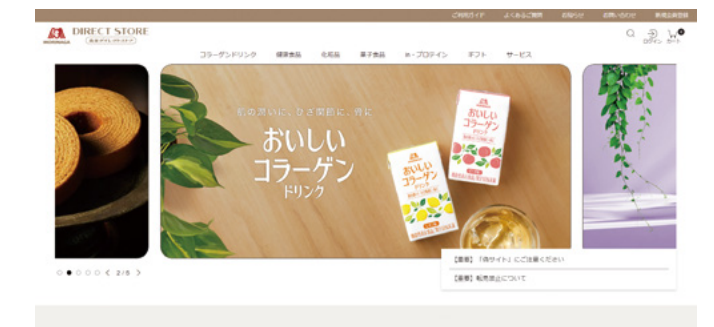 ご利用ガイド よくあるご質問 お知らせ お問い合わせ 新規会員登録
DIRECT STORE
MORINAGA
ログイン カート
コラーゲンドリンク 健康食品 化粧品 菓子食品 in-プロテイン ギフト サービス
肌の潤いに、ひざ関節に、骨に
おいしい
コラーゲン
ドリンク
おいしい
コラーゲン
ドリンク
おいしい
コラーゲン
ドリンク
2/5
【重要】「偽サイト」にご注意ください
【重要】転売禁止について